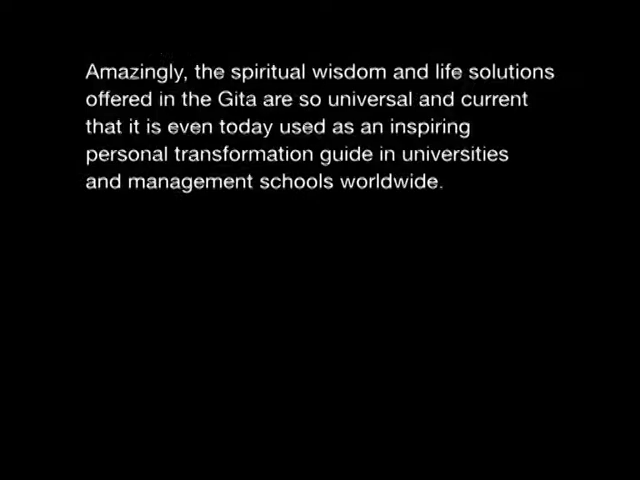 Amazingly, the spiritual wisdom and life solutions
offered in the Gita are so universal and current
that it is even today used as an inspiring
personal transformation guide in universities
and management schools worldwide.